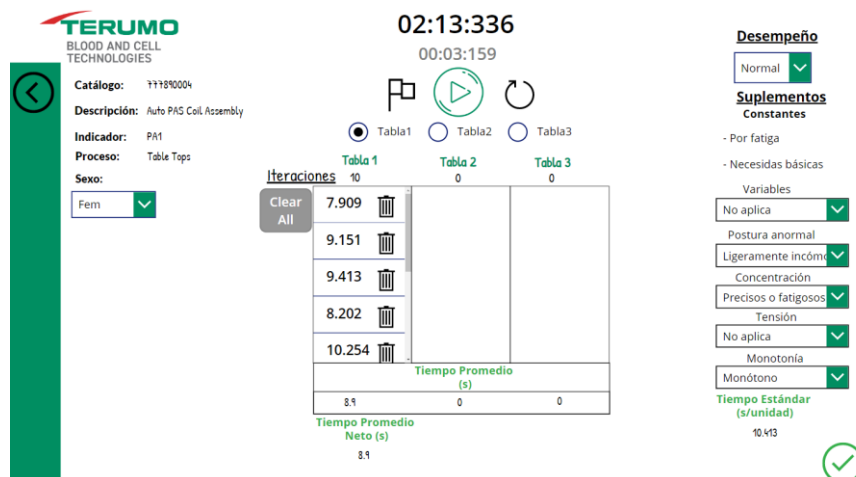 TERUMO
BLOOD AND CELL
TECHNOLOGIES
02:13:336
00:03:159
Catálogo: 777890004
Descripción: Auto PAS Coil Assembly
Indicador: PA1
Proceso: Table Tops
Sexo:
Fem
Tabla1 Tabla2 Tabla3
Iteraciones
Tabla 1 Tabla 2 Tabla 3
10 0 0
Clear
All
7.909
9.151
9.413
8.202
10.254
Tiempo Promedio
(s)
8.9 0 0
Tiempo Promedio
Neto (s)
8.9
Desempeño
Normal
Suplementos
Constantes
- Por fatiga
- Necesidas básicas
Variables
No aplica
Postura anormal
Ligeramente incómo
Concentración
Precisos o fatigosos
Tensión
No aplica
Monotonía
Monótono
Tiempo Estándar
(s/unidad)
10.413